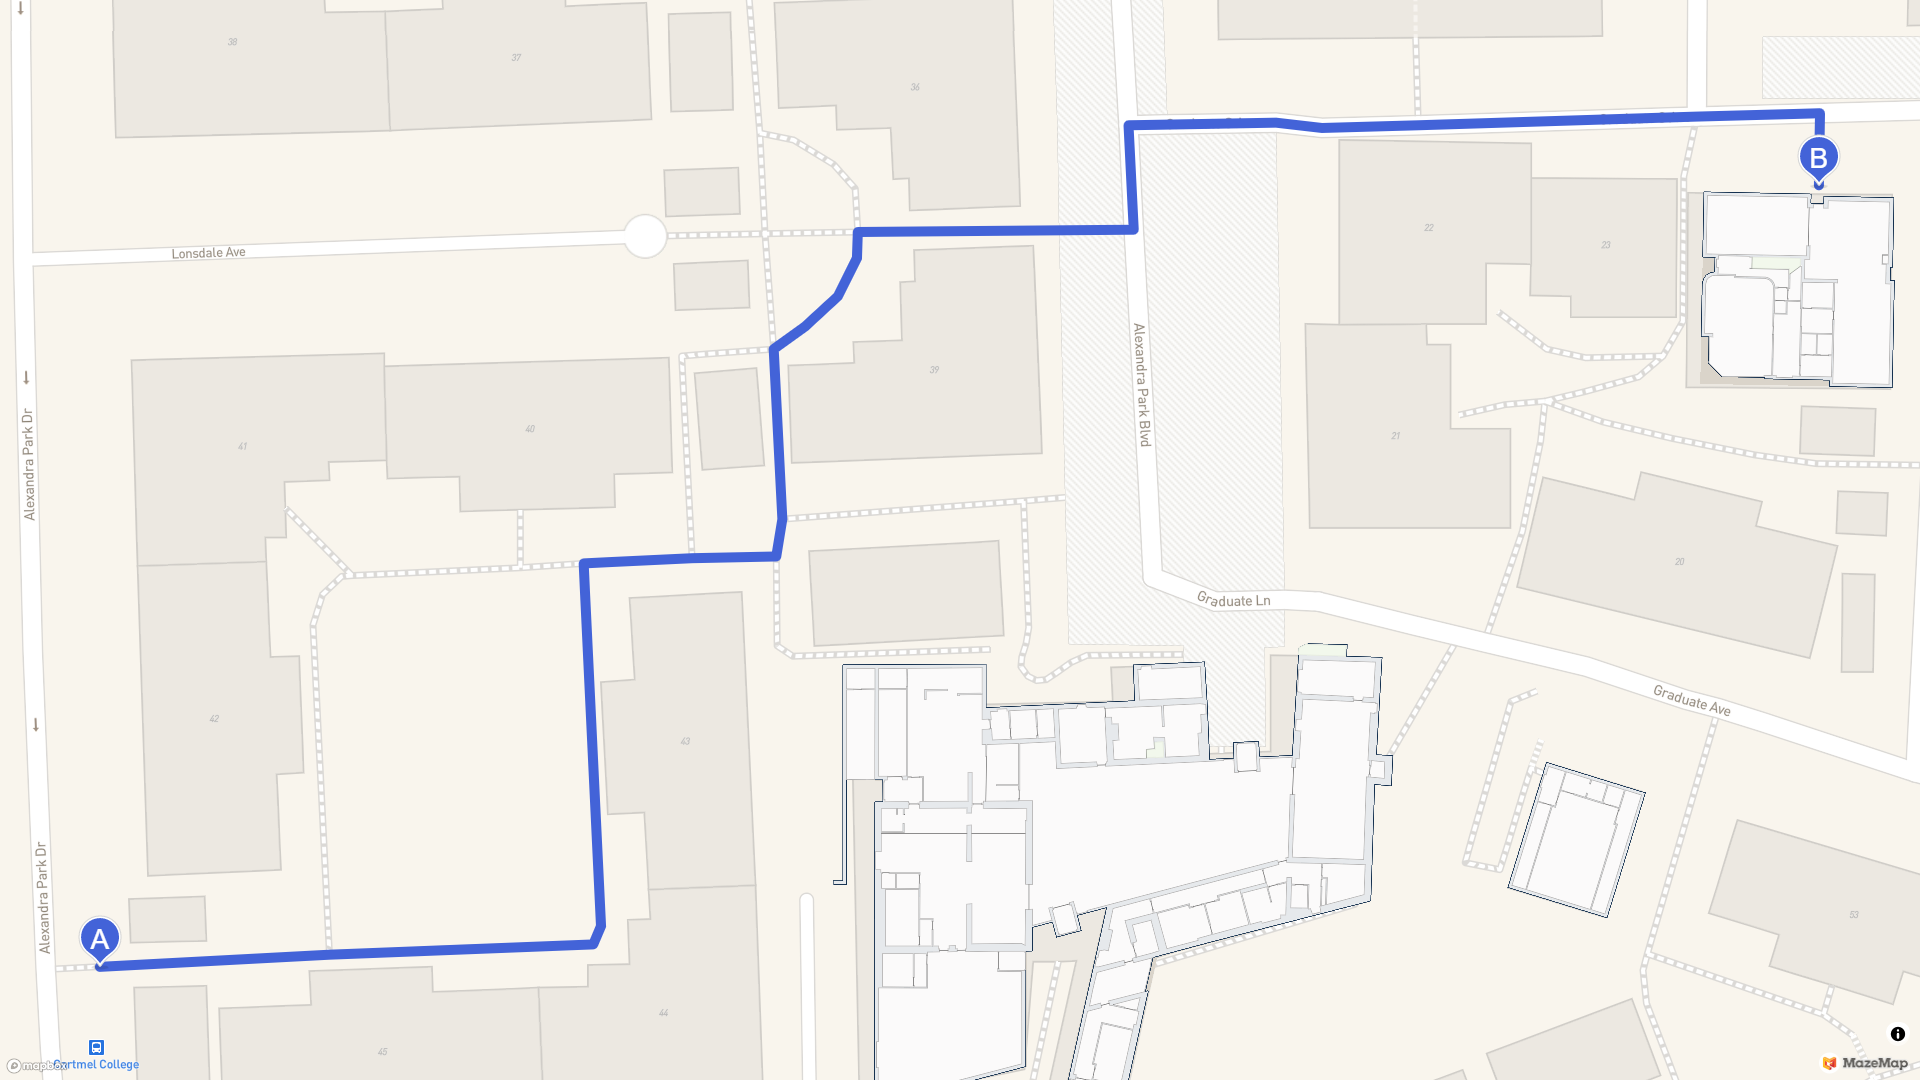 38
37
36
Lonsdale Ave
22
23
B
39
Alexandra Park Blvd
Alexandra Park Dr
41
40
21
20
Graduate Ln
Graduate Ave
42
43
Alexandra Park Dr
A
53
44
45
Cartmel College
mapbox
MazeMap